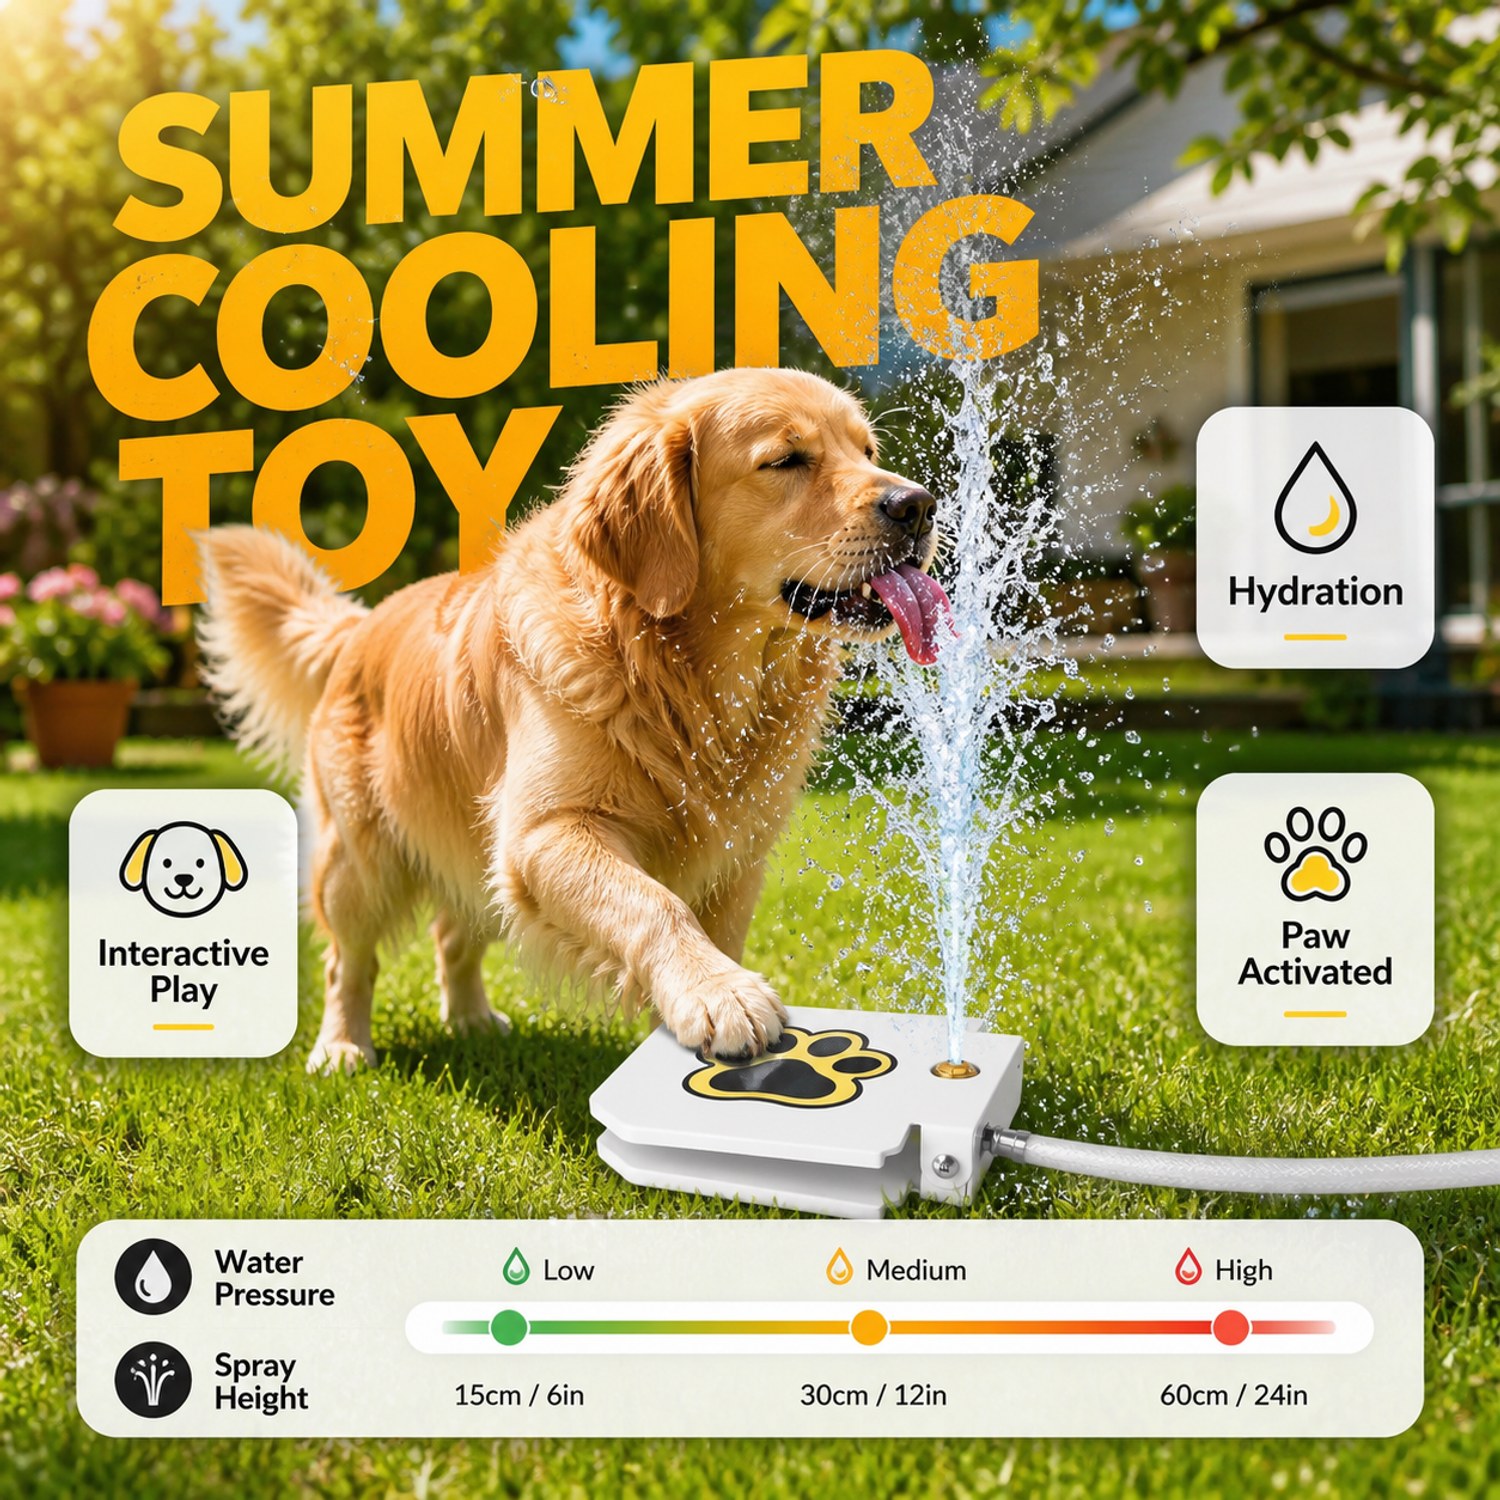 SUMMER
COOLING
TOY
Hydration
Interactive
Play
Paw
Activated
Water
Pressure
Low
Medium
High
Spray
Height
15cm / 6in
30cm / 12in
60cm / 24in